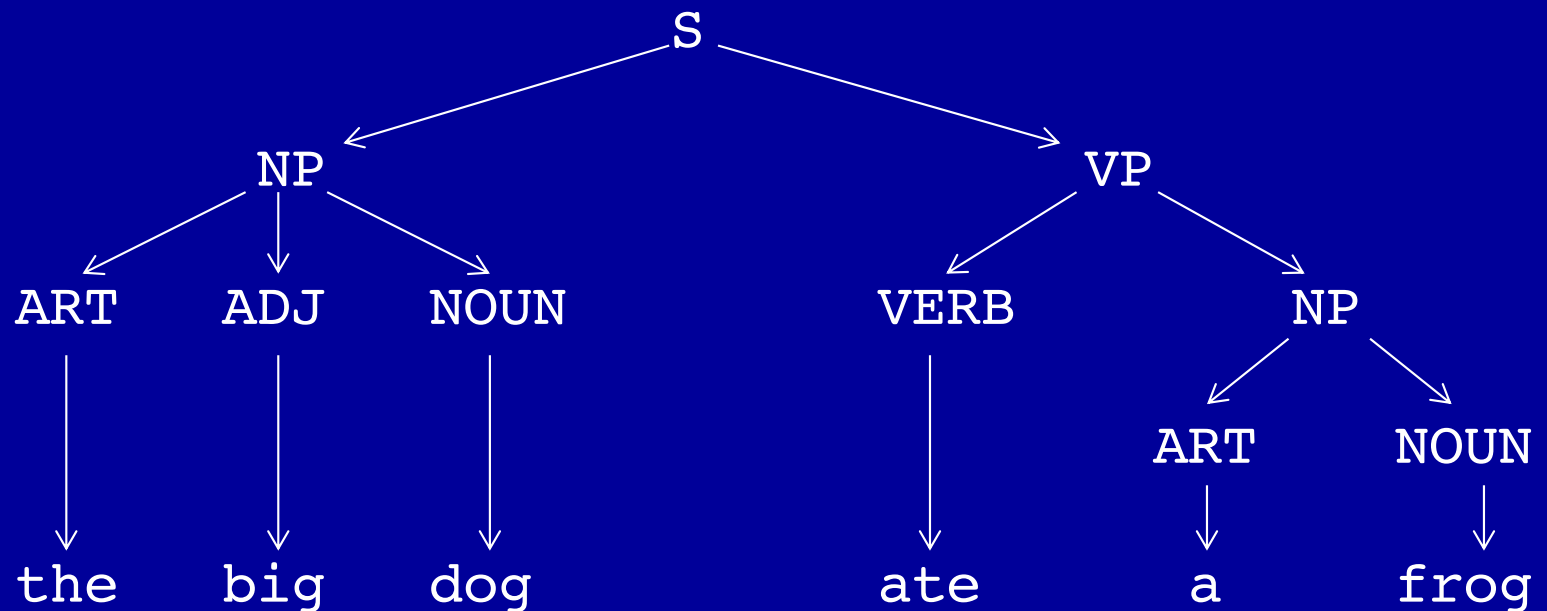 S
NP VP
ART ADJ NOUN VERB NP
ART NOUN
the big dog ate a frog